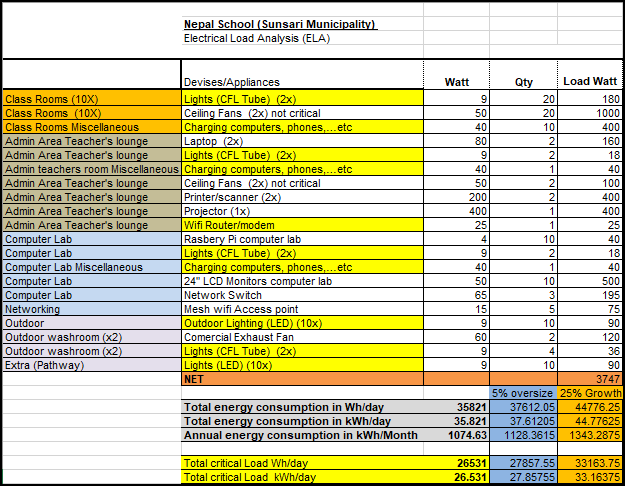 Nepal School (Sunsari Municipality)
Electrical Load Analysis (ELA)
Devises/Appliances Watt Qty Load Watt
Class Rooms (10X) Lights (CFL Tube) (2x) 9 20 180
Class Rooms (10X) Ceiling Fans (2x) not critical 50 20 1000
Class Rooms Miscellaneous Charging computers, phones,...etc 40 10 400
Admin Area Teacher's lounge Laptop (2x) 80 2 160
Admin Area Teacher's lounge Lights (CFL Tube) (2x) 9 2 18
Admin teachers room Miscellaneous Charging computers, phones,...etc 40 1 40
Admin Area Teacher's lounge Ceiling Fans (2x) not critical 50 2 100
Admin Area Teacher's lounge Printer/scanner (2x) 200 2 400
Admin Area Teacher's lounge Projector (1x) 400 1 400
Admin Area Teacher's lounge Wifi Router/modem 25 1 25
Computer Lab Rasbery Pi computer lab 4 10 40
Computer Lab Lights (CFL Tube) (2x) 9 2 18
Computer Lab Miscellaneous Charging computers, phones,...etc 40 1 40
Computer Lab 24" LCD Monitors computer lab 50 10 500
Computer Lab Network Switch 65 3 195
Networking Mesh wifi Access point 15 5 75
Outdoor Outdoor Lighting (LED) (10x) 9 10 90
Outdoor washroom (x2) Comercial Exhaust Fan 60 2 120
Outdoor washroom (x2) Lights (CFL Tube) (2x) 9 4 36
Extra (Pathway) Lights (LED) (10x) 9 10 90
NET 3747
5% oversize 25% Growth
Total energy consumption in Wh/day 35821 37612.05 44776.25
Total energy consumption in kWh/day 35.821 37.61205 44.77625
Annual energy consumption in kWh/Month 1074.63 1128.3615 1343.2875
Total critical Load Wh/day 26531 27857.55 33163.75
Total critical Load kWh/day 26.531 27.85755 33.16375